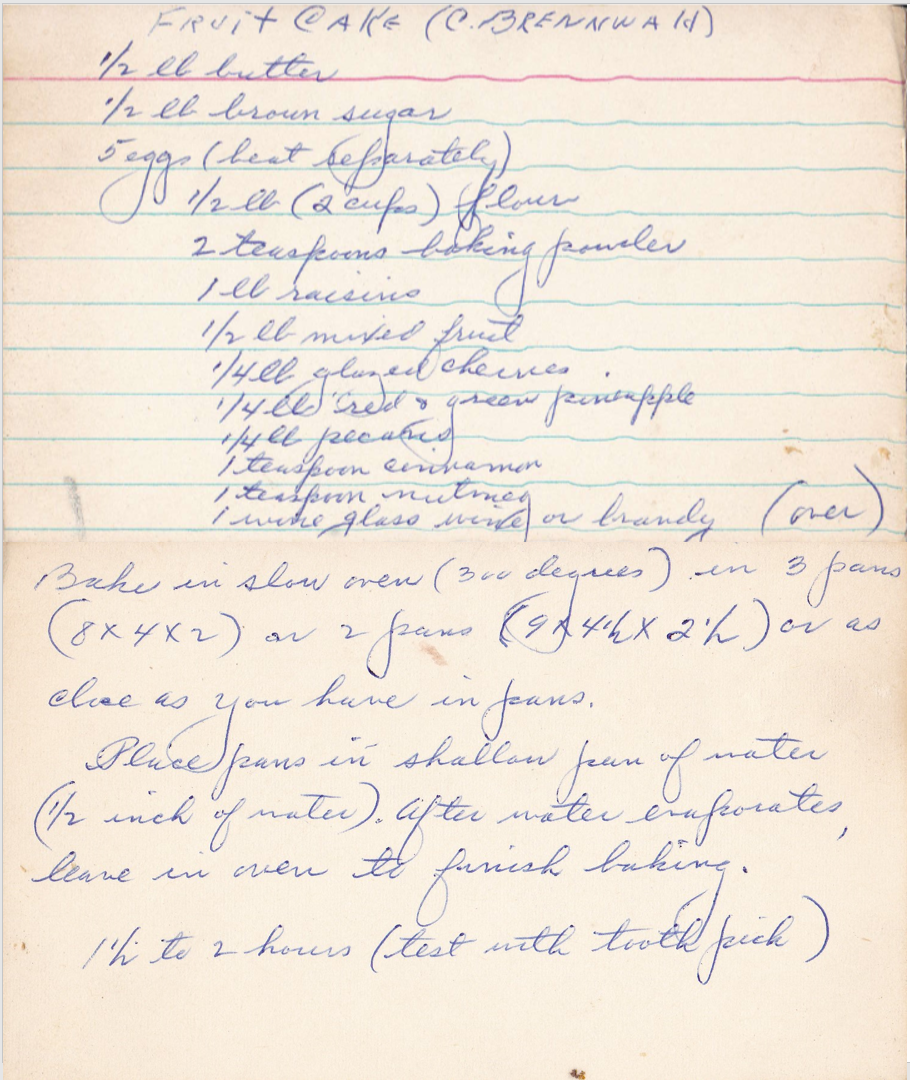 FRUIT CAKE (C. BRENNWALD)
1/2 lb butter
1/2 lb brown sugar
5 eggs (beat separately)
1/2 lb (2 cups) flour
2 teaspoons baking powder
1 lb raisins
1/2 lb mixed fruit
1/4 lb glazed cherries.
1/4 lb red & green pineapple
1/4 lb pecans
1 teaspoon cinnamon
1 teaspoon nutmeg
1 wine glass wine or brandy (over)
Bake in slow oven (300 degrees) in 3 pans
(8 X 4 X 2) or 2 pans (9 X 4 1/2 X 2 1/2) or as
close as you have in pans.
Place pans in shallow pan of water
(1/2 inch of water). After water evaporates,
leave in oven to finish baking.
1 1/2 to 2 hours (test with tooth pick)